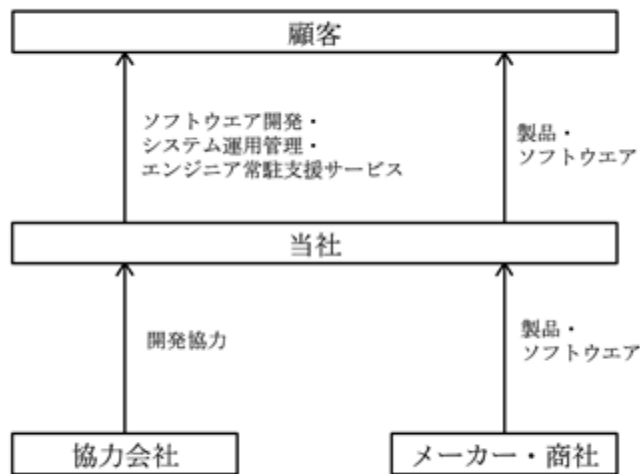 顧客
ソフトウエア開発・
システム運用管理・
エンジニア常駐支援サービス
製品・
ソフトウエア
当社
開発協力
製品・
ソフトウエア
協力会社
メーカー・商社